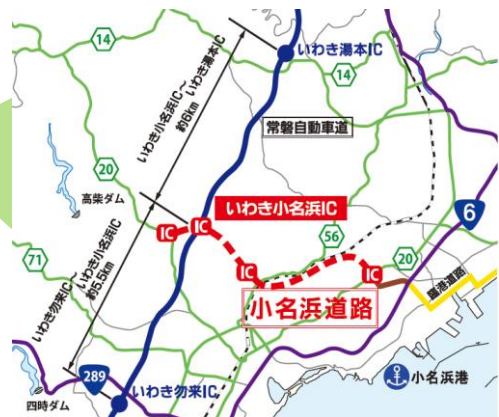 14
いわき湯本IC
14
いわき小名浜IC～
いわき湯本IC
約6km
常磐自動車道
20
高柴ダム
IC
IC
いわき小名浜IC
6
71
56
20
いわき勿来IC～
いわき小名浜IC
約5.5km
IC
IC
小名浜道路
臨港道路
289
いわき勿来IC
四時ダム
小名浜港